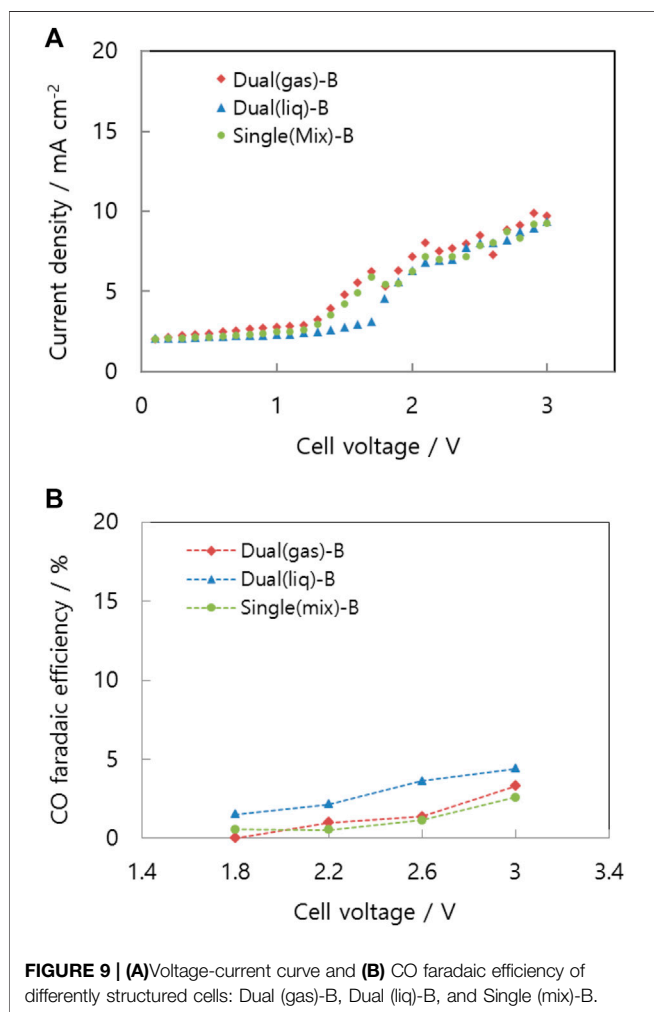 A
20
15
10
5
0
Current density / mA cm⁻²
Dual(gas)-B
Dual(liq)-B
Single(Mix)-B
0 1 2 3
Cell voltage / V
B
20
15
10
5
0
CO faradaic efficiency / %
Dual(gas)-B
Dual(liq)-B
Single(mix)-B
1.4 1.8 2.2 2.6 3 3.4
Cell voltage / V
FIGURE 9 | (A)Voltage-current curve and (B) CO faradaic efficiency of
differently structured cells: Dual (gas)-B, Dual (liq)-B, and Single (mix)-B.